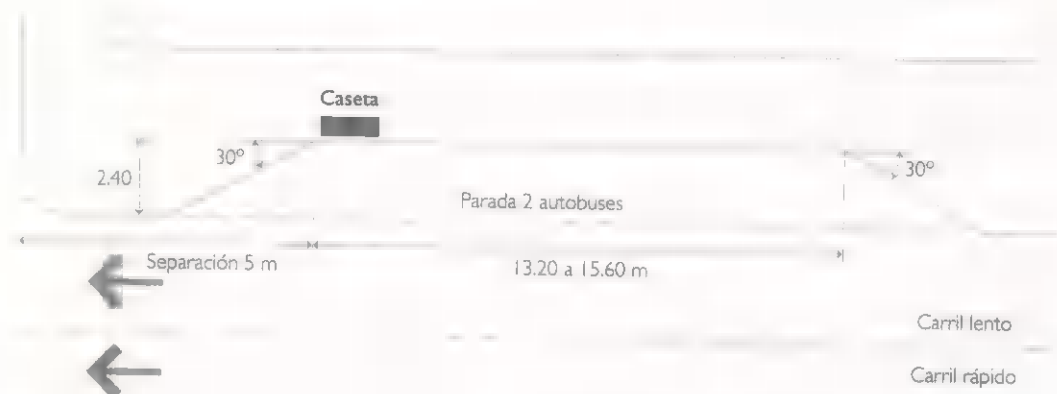 Caseta
30°
2.40
30°
Parada 2 autobuses
Separación 5 m
13.20 a 15.60 m
Carril lento
Carril rápido